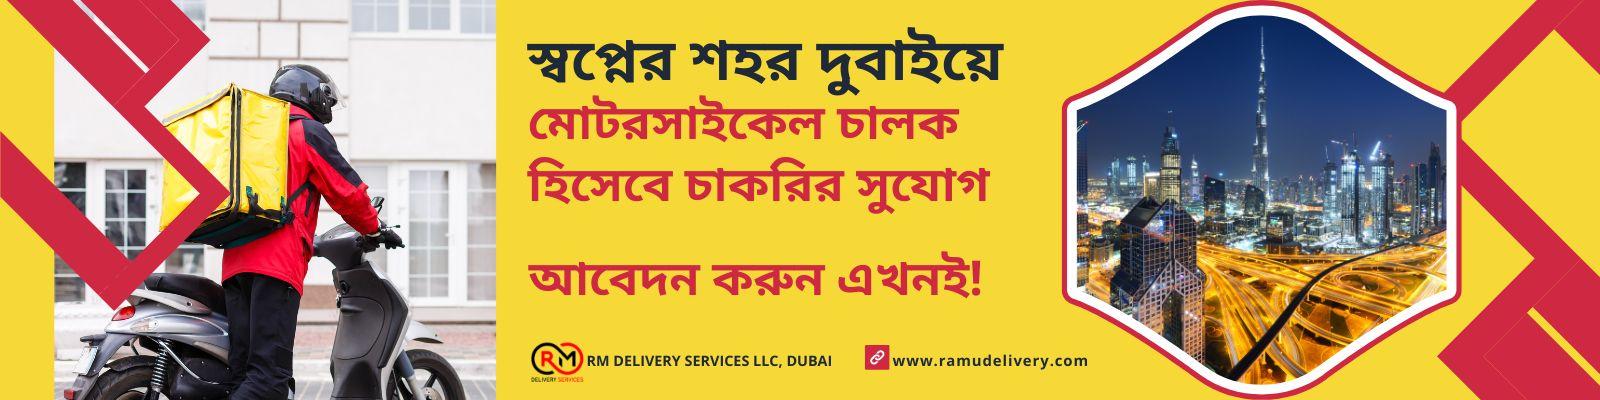 স্বপ্নের শহর দুবাইয়ে
মোটরসাইকেল চালক
হিসেবে চাকরির সুযোগ
আবেদন করুন এখনই!
RM
DELIVERY SERVICES
RM DELIVERY SERVICES LLC, DUBAI
www.ramudelivery.com